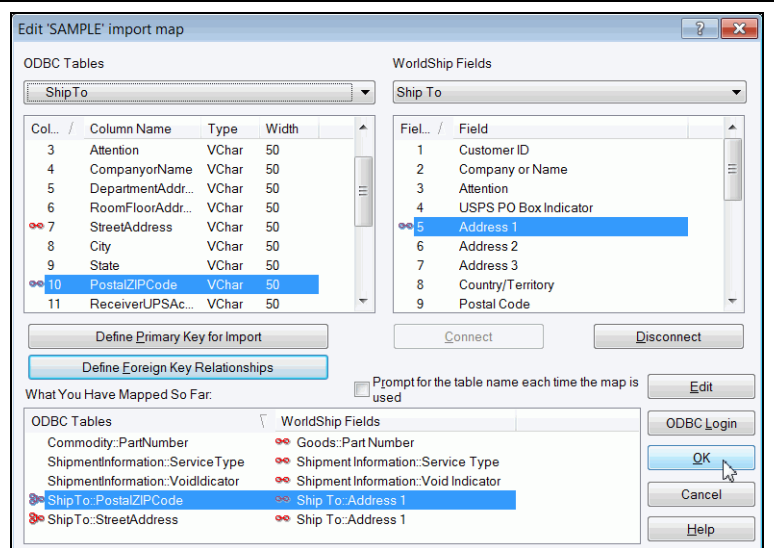 Edit 'SAMPLE' import map
ODBC Tables
WorldShip Fields
ShipTo
Ship To
Col... / Column Name Type Width
3 Attention VChar 50
4 CompanyorName VChar 50
5 DepartmentAddr... VChar 50
6 RoomFloorAddr... VChar 50
7 StreetAddress VChar 50
8 City VChar 50
9 State VChar 50
10 PostalZIPCode VChar 50
11 ReceiverUPSAc... VChar 50
Fiel... / Field
1 Customer ID
2 Company or Name
3 Attention
4 USPS PO Box Indicator
5 Address 1
6 Address 2
7 Address 3
8 Country/Territory
9 Postal Code
Define Primary Key for Import
Connect
Disconnect
Define Foreign Key Relationships
Prompt for the table name each time the map is
used
Edit
What You Have Mapped So Far:
ODBC Tables WorldShip Fields
Commodity::PartNumber Goods::Part Number
ShipmentInformation::ServiceType Shipment Information::Service Type
ShipmentInformation::VoidIdicator Shipment Information::Void Indicator
ShipTo::PostalZIPCode Ship To::Address 1
ShipTo::StreetAddress Ship To::Address 1
ODBC Login
OK
Cancel
Help